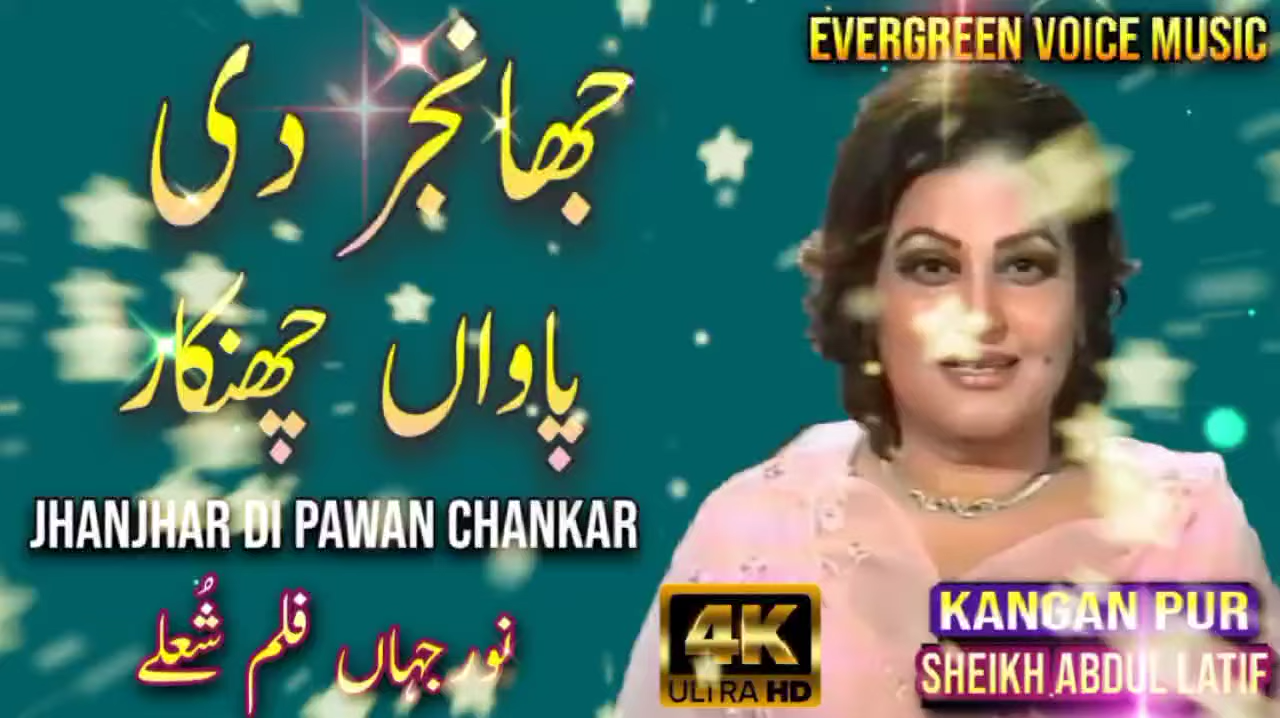 EVERGREEN VOICE MUSIC
جھانجر دی
پاواں چھنکار
JHANJHAR DI PAWAN CHANKAR
نور جہاں فلم شُعلے
4K
ULTRA HD
KANGAN PUR
SHEIKH ABDUL LATIF